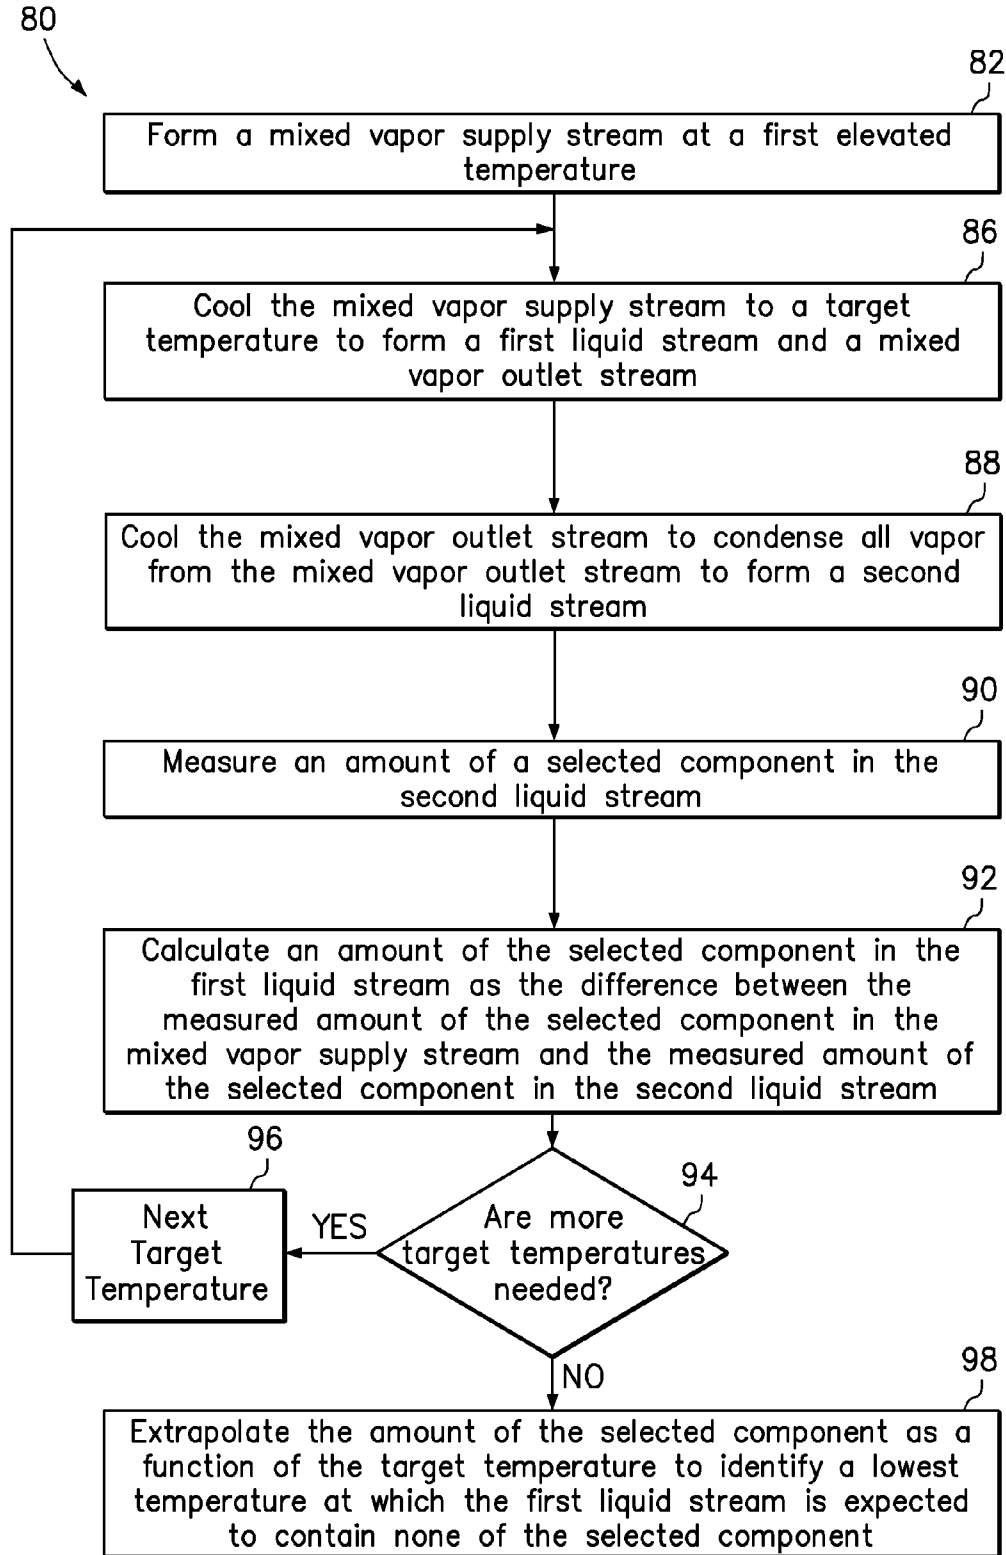 80
82
Form a mixed vapor supply stream at a first elevated
temperature
86
Cool the mixed vapor supply stream to a target
temperature to form a first liquid stream and a mixed
vapor outlet stream
88
Cool the mixed vapor outlet stream to condense all vapor
from the mixed vapor outlet stream to form a second
liquid stream
90
Measure an amount of a selected component in the
second liquid stream
92
Calculate an amount of the selected component in the
first liquid stream as the difference between the
measured amount of the selected component in the
mixed vapor supply stream and the measured amount of
the selected component in the second liquid stream
96
Next
Target
Temperature
YES
94
Are more
target temperatures
needed?
NO
98
Extrapolate the amount of the selected component as a
function of the target temperature to identify a lowest
temperature at which the first liquid stream is expected
to contain none of the selected component